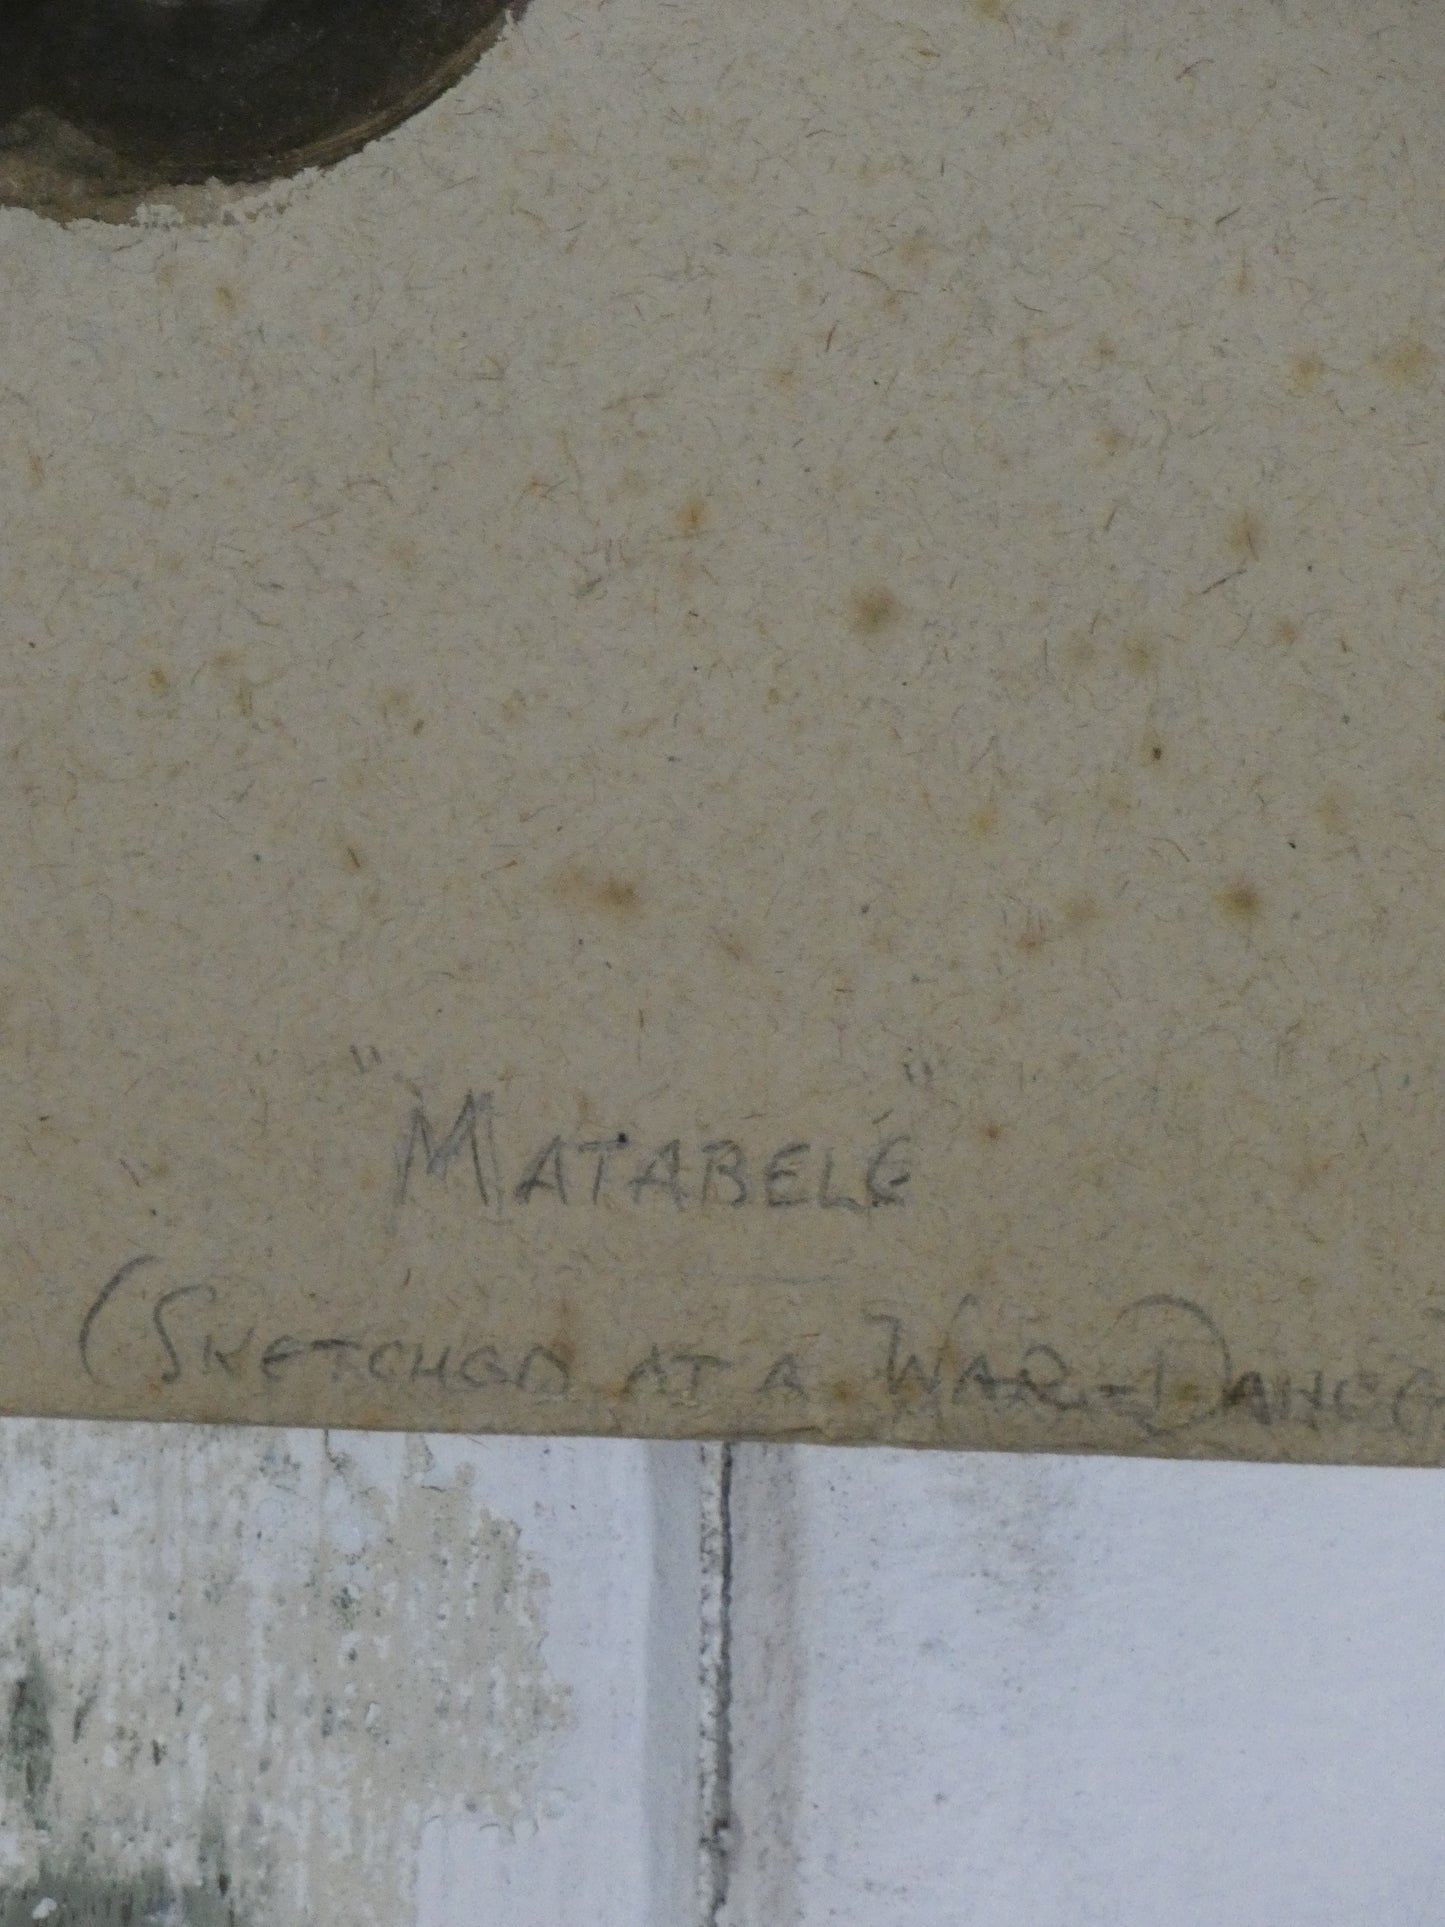 "MATABELE"
(SKETCHED AT A WAR-DANCE)